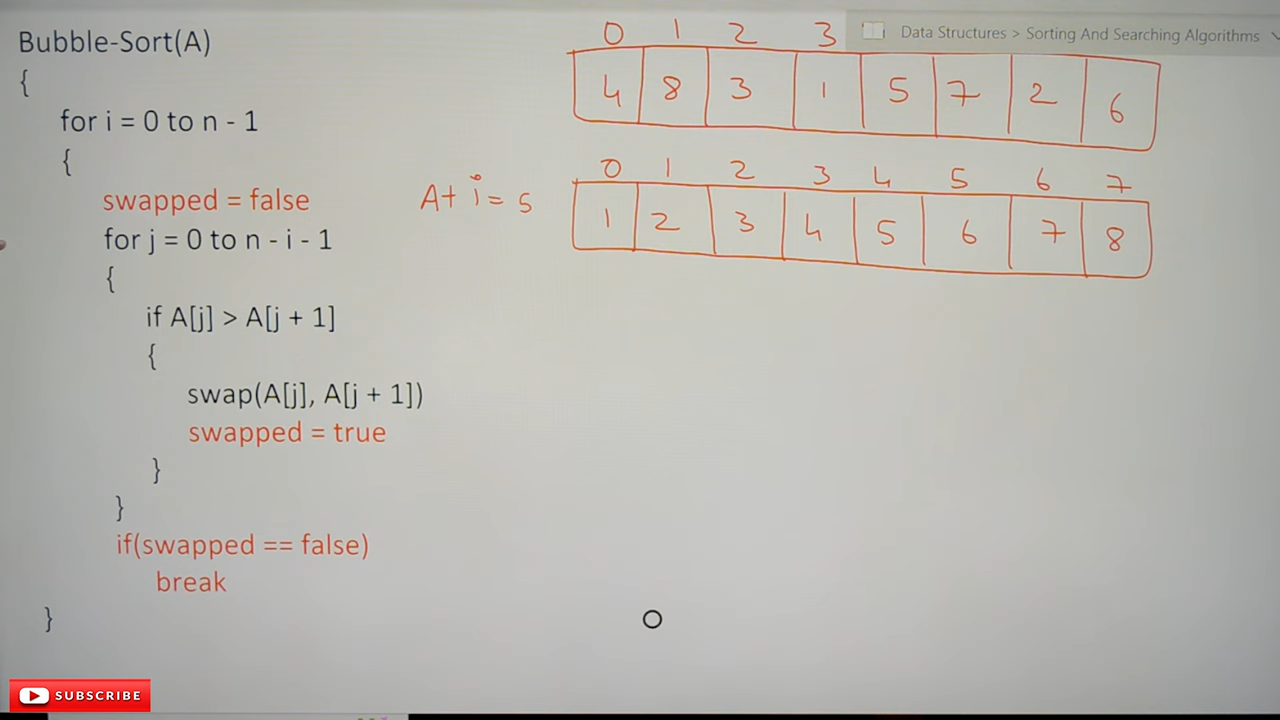 Bubble-Sort(A)
{
for i = 0 to n - 1
{
swapped = false
for j = 0 to n - i - 1
{
if A[j] > A[j + 1]
{
swap(A[j], A[j + 1])
swapped = true
}
}
if(swapped == false)
break
}
SUBSCRIBE
Data Structures > Sorting And Searching Algorithms
0 1 2 3
4 8 3 1 5 7 2 6
0 1 2 3 4 5 6 7
At i = 5
1 2 3 4 5 6 7 8